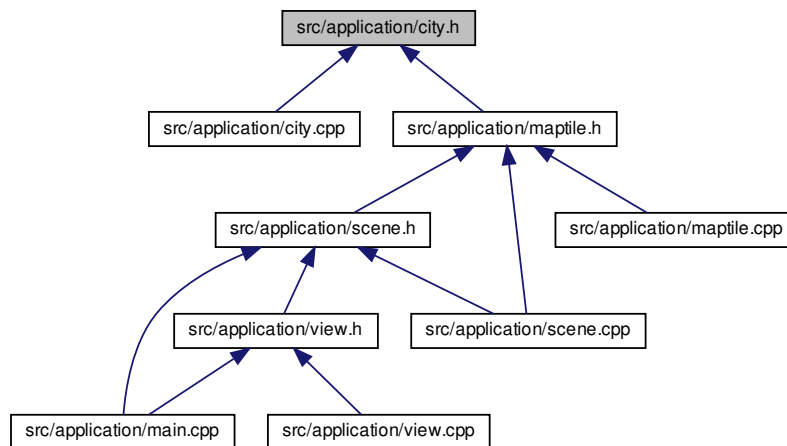 src/application/city.h
src/application/city.cpp
src/application/maptile.h
src/application/scene.h
src/application/maptile.cpp
src/application/view.h
src/application/scene.cpp
src/application/main.cpp
src/application/view.cpp